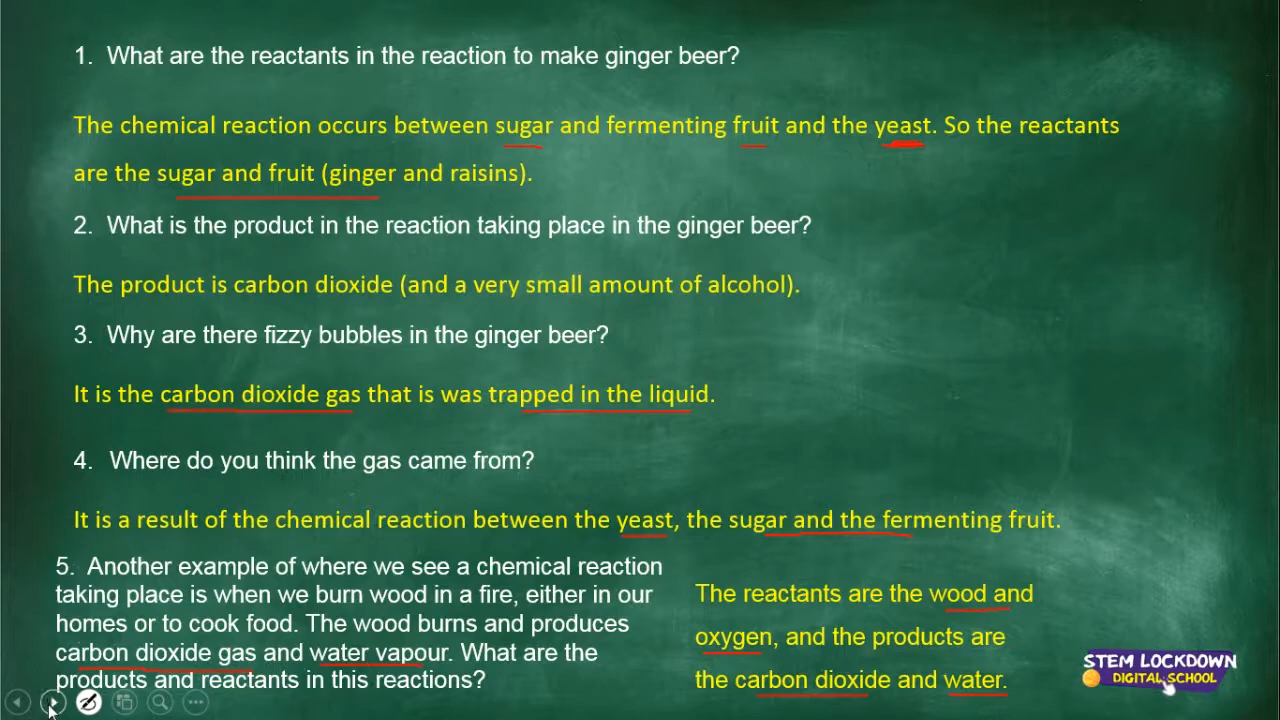 1. What are the reactants in the reaction to make ginger beer?
The chemical reaction occurs between sugar and fermenting fruit and the yeast. So the reactants
are the sugar and fruit (ginger and raisins).
2. What is the product in the reaction taking place in the ginger beer?
The product is carbon dioxide (and a very small amount of alcohol).
3. Why are there fizzy bubbles in the ginger beer?
It is the carbon dioxide gas that is was trapped in the liquid.
4. Where do you think the gas came from?
It is a result of the chemical reaction between the yeast, the sugar and the fermenting fruit.
5. Another example of where we see a chemical reaction
taking place is when we burn wood in a fire, either in our
homes or to cook food. The wood burns and produces
carbon dioxide gas and water vapour. What are the
products and reactants in this reactions?
The reactants are the wood and
oxygen, and the products are
the carbon dioxide and water.
STEM LOCKDOWN
DIGITAL SCHOOL